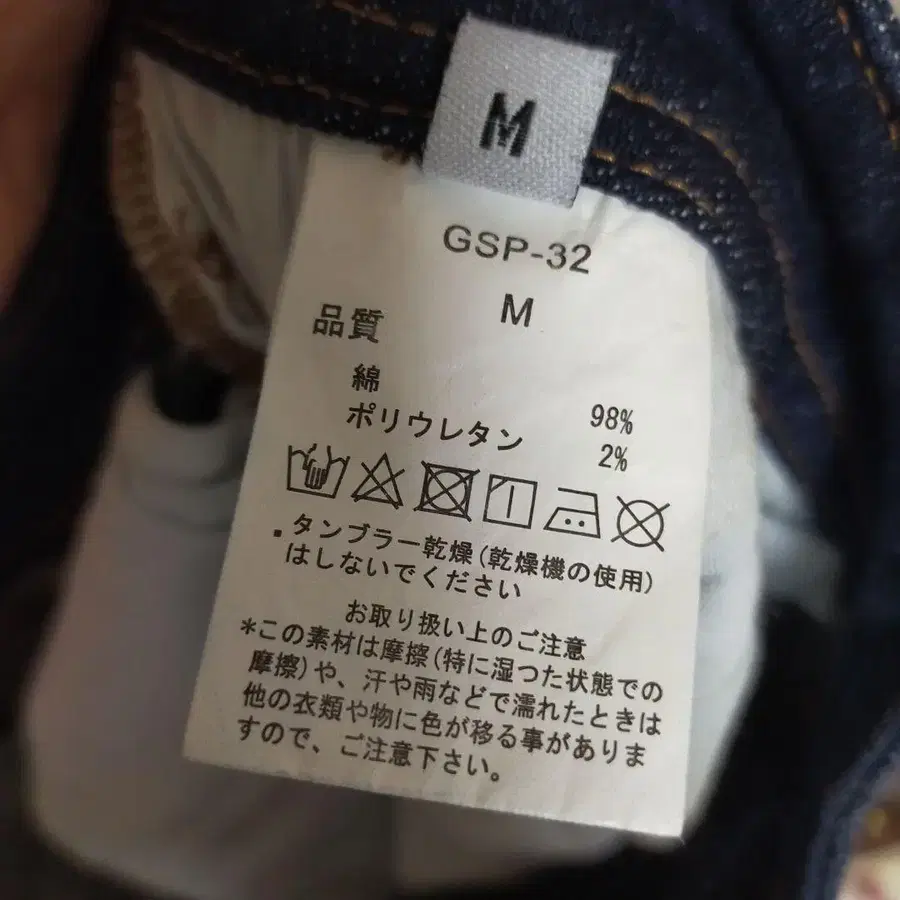 M
GSP-32
M
品質
綿 98%
ポリウレタン 2%
.タンブラー乾燥(乾燥機の使用)
はしないでください
お取り扱い上のご注意
*この素材は摩擦(特に湿つた状態での
摩擦)や、汗や雨などで濡れたときは
他の衣類や物に色が移る事がありま
すので、ご注意下さい。